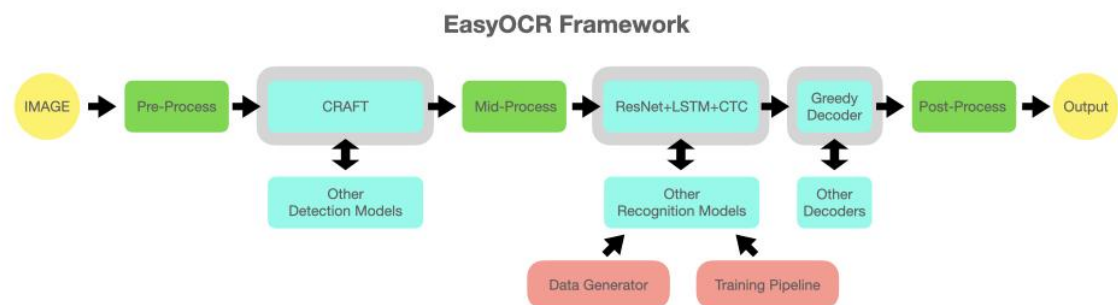 EasyOCR Framework
IMAGE
Pre-Process
CRAFT
Mid-Process
ResNet+LSTM+CTC
Greedy
Decoder
Post-Process
Output
Other
Detection Models
Other
Recognition Models
Other
Decoders
Data Generator
Training Pipeline